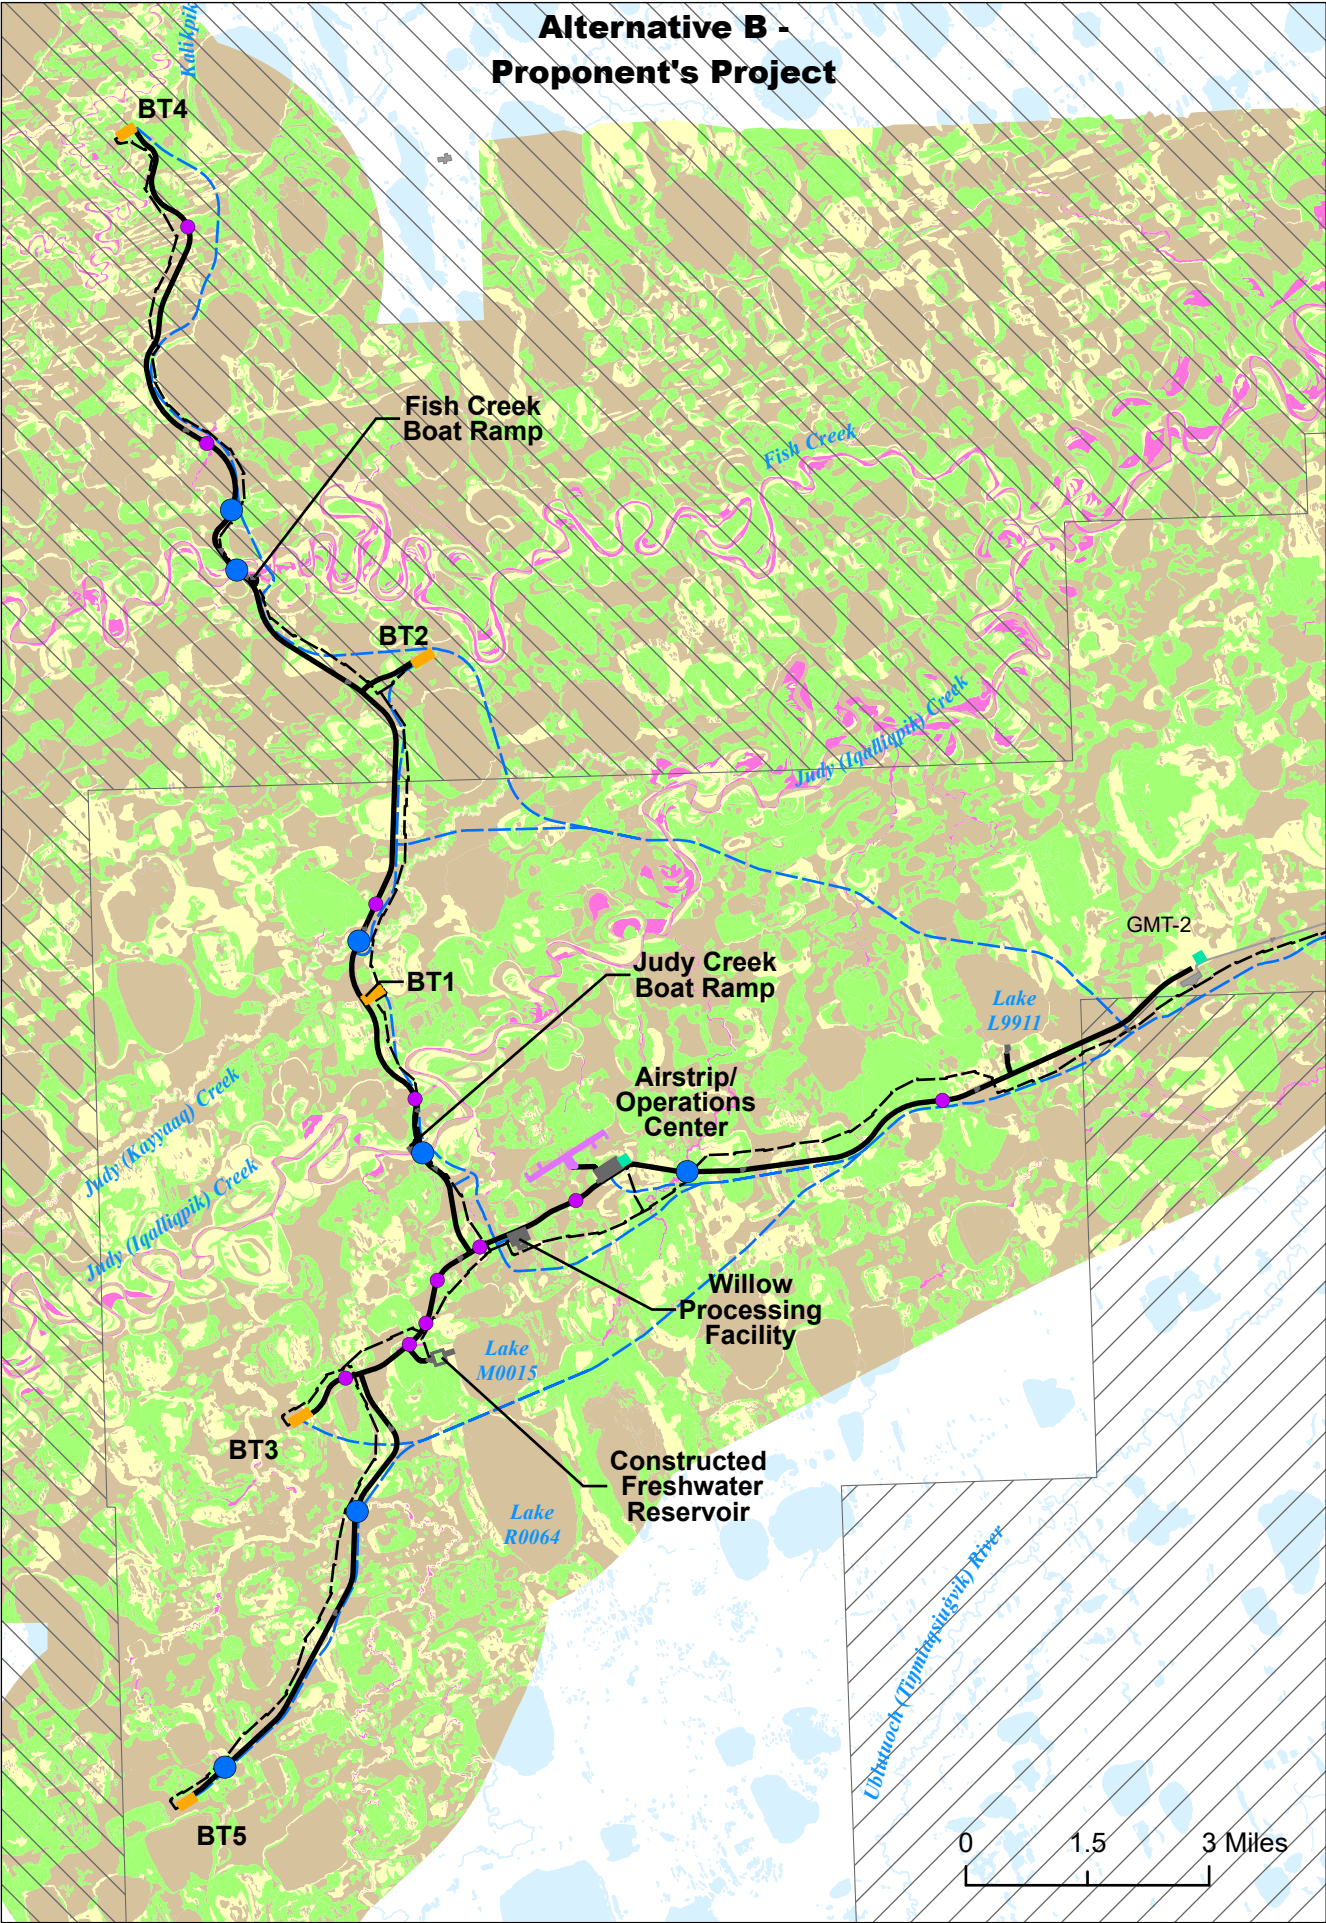 Alternative B -
Proponent's Project
Kalikpik
BT4
Fish Creek
Boat Ramp
Fish Creek
BT2
Judy (Iqalliqpik) Creek
GMT-2
Judy Creek
Boat Ramp
BT1
Lake
L9911
Airstrip/
Operations
Center
Judy (Kayyaaq) Creek
Judy (Iqalliqpik) Creek
Willow
Processing
Facility
Lake
M0015
BT3
Constructed
Freshwater
Reservoir
Lake
R0064
Ublutuoch (Tiŋmiaqsiuġvik) River
BT5
0 1.5 3 Miles